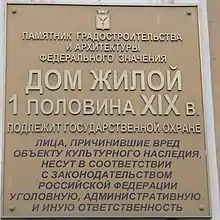 ПАМЯТНИК ГРАДОСТРОИТЕЛЬСТВА
И АРХИТЕКТУРЫ
ФЕДЕРАЛЬНОГО ЗНАЧЕНИЯ
ДОМ ЖИЛОЙ
1 ПОЛОВИНА XIX В.
ПОДЛЕЖИТ ГОСУДАРСТВЕННОЙ ОХРАНЕ
ЛИЦА, ПРИЧИНИВШИЕ ВРЕД
ОБЪЕКТУ КУЛЬТУРНОГО НАСЛЕДИЯ,
НЕСУТ В СООТВЕТСТВИИ
С ЗАКОНОДАТЕЛЬСТВОМ
РОССИЙСКОЙ ФЕДЕРАЦИИ
УГОЛОВНУЮ, АДМИНИСТРАТИВНУЮ
И ИНУЮ ОТВЕТСТВЕННОСТЬ